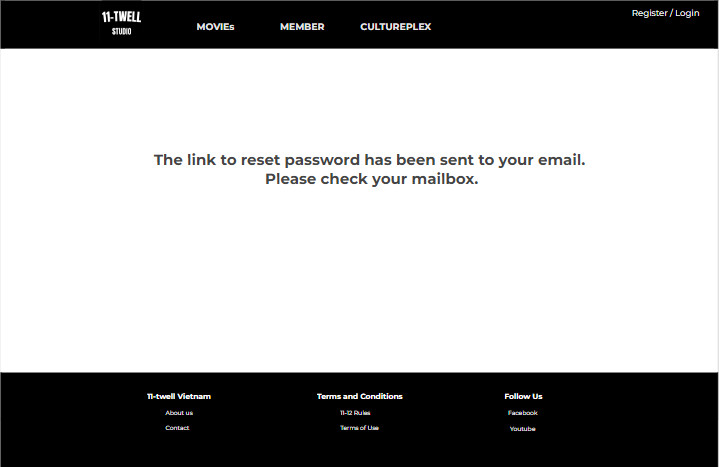 11-TWELL
STUDIO
MOVIEs
MEMBER
CULTUREPLEX
Register / Login
The link to reset password has been sent to your email.
Please check your mailbox.
11-twell Vietnam
About us
Contact
Terms and Conditions
11-12 Rules
Terms of Use
Follow Us
Facebook
Youtube